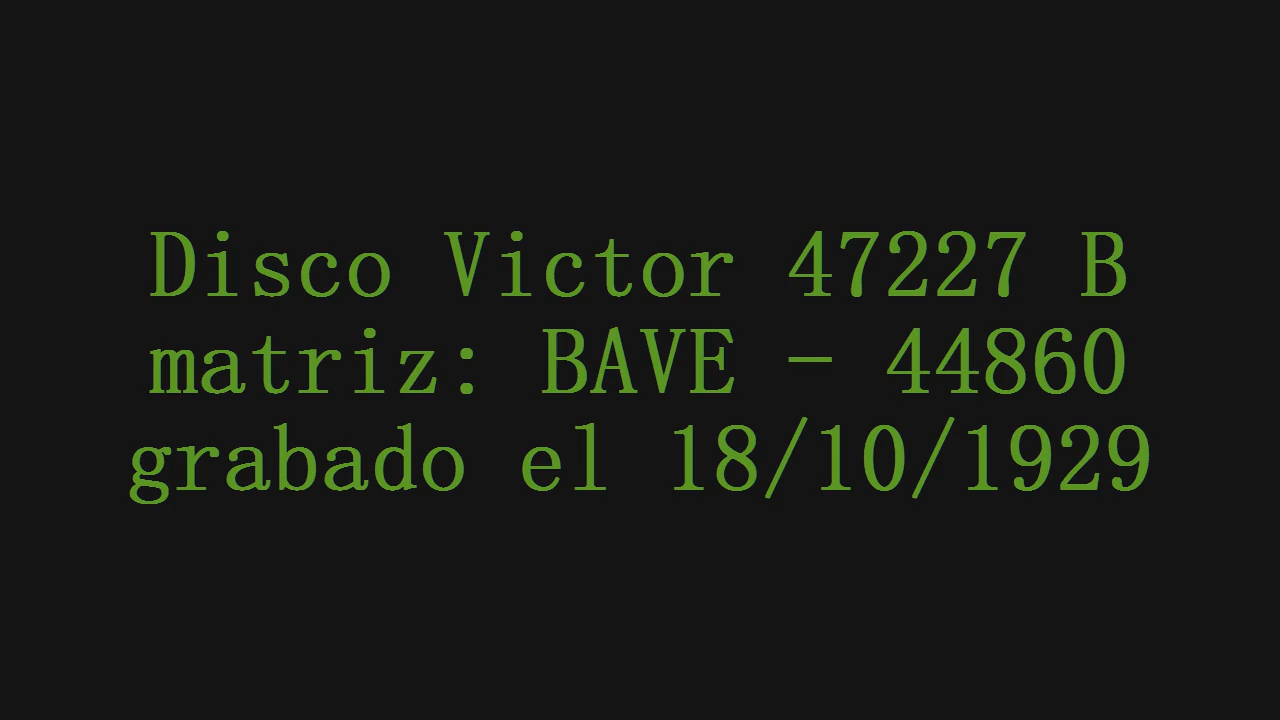 Disco Victor 47227 B
matriz: BAVE - 44860
grabado el 18/10/1929